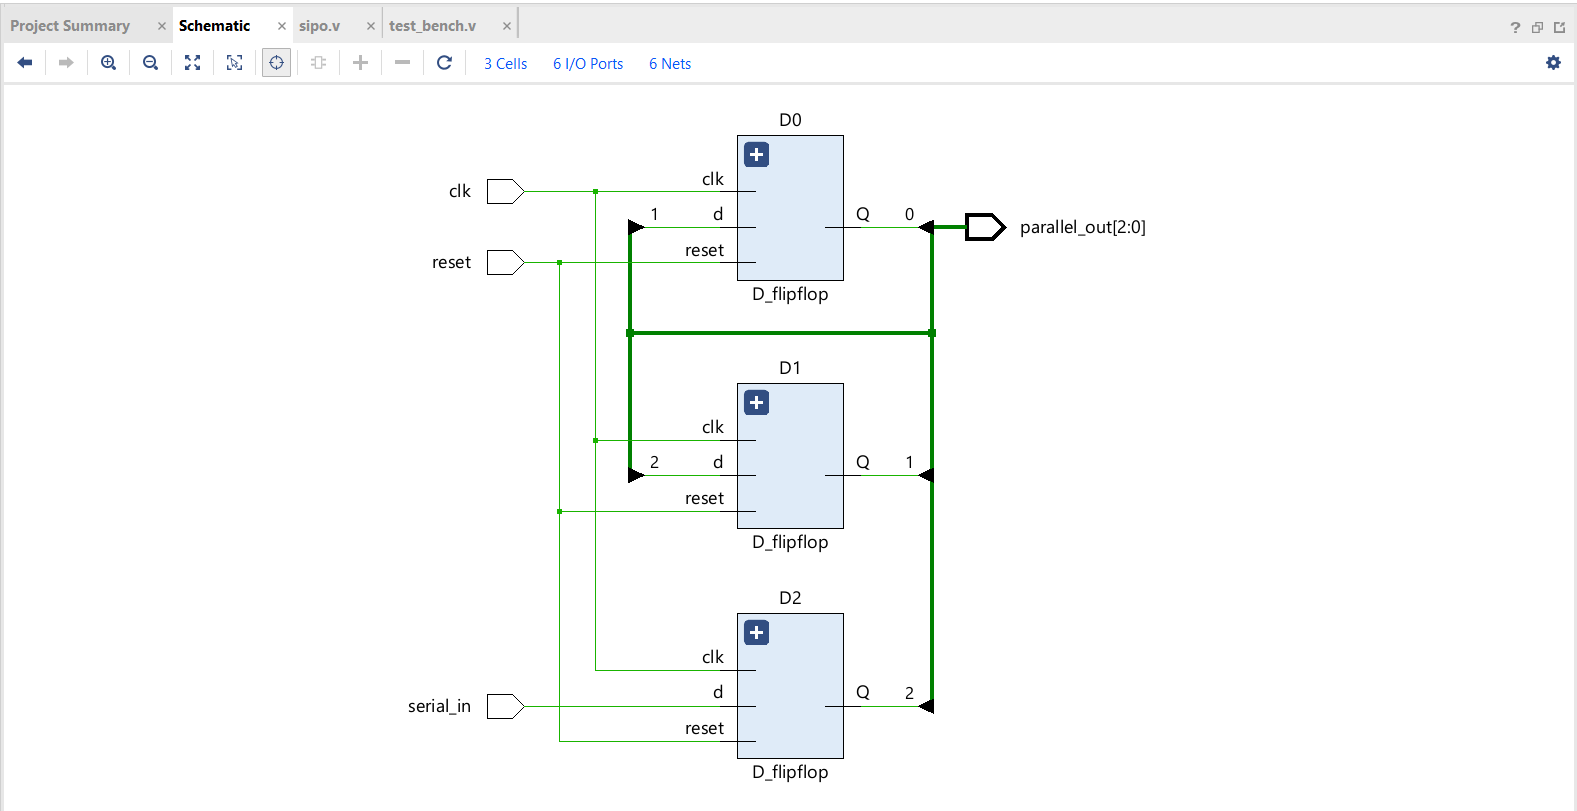 Project Summary × Schematic × sipo.v × test_bench.v ×
?
3 Cells 6 I/O Ports 6 Nets
D0
clk
clk
1
d
Q
0
parallel_out[2:0]
reset
reset
D_flipflop
D1
clk
2
d
Q
1
reset
D_flipflop
D2
clk
serial_in
d
Q
2
reset
D_flipflop